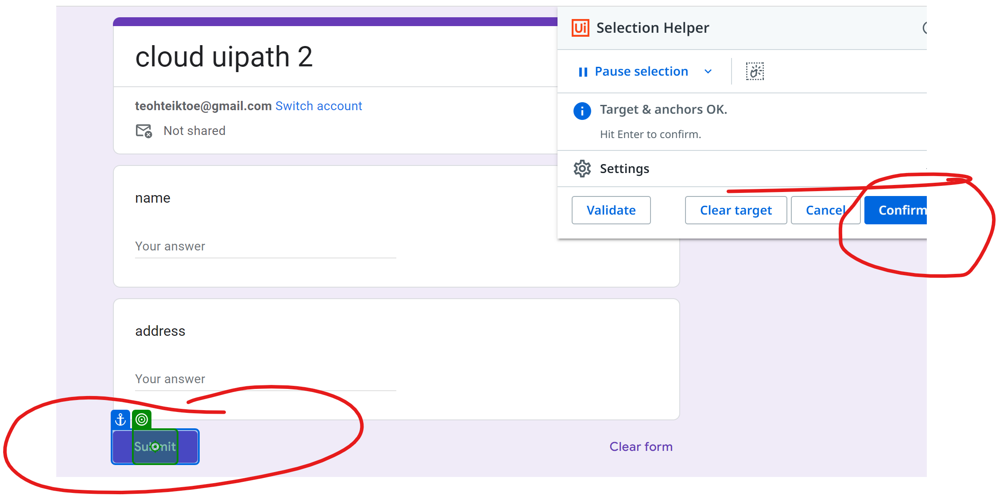 cloud uipath 2
teohteiktoe@gmail.com Switch account
Not shared
name
Your answer
address
Your answer
Submit
Clear form
Ui Selection Helper
Pause selection
Target & anchors OK.
Hit Enter to confirm.
Settings
Validate Clear target Cancel Confirm